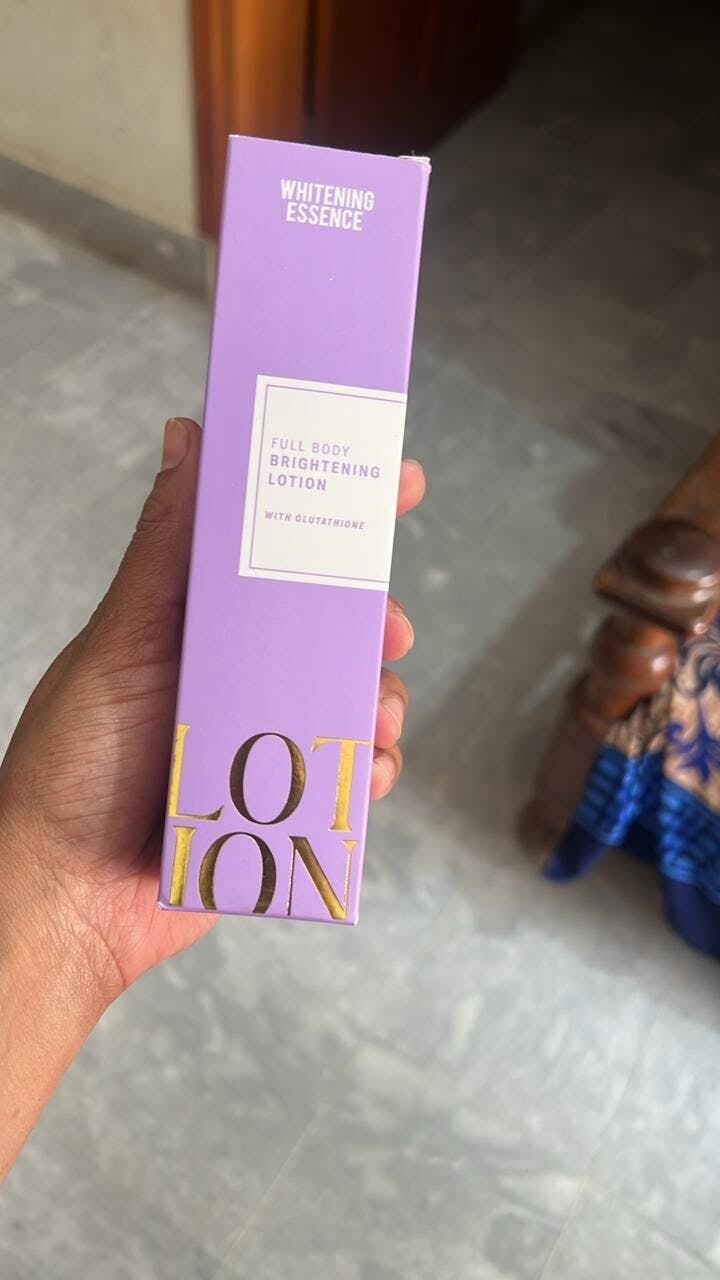 WHITENING
ESSENCE
FULL BODY
BRIGHTENING
LOTION
WITH GLUTATHIONE
LOT
ION